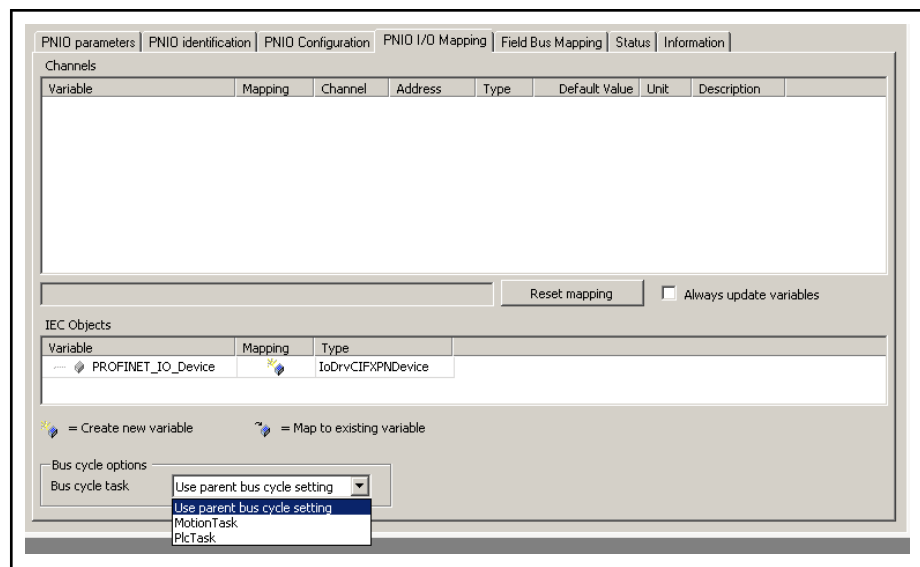 PNIO parameters PNIO identification PNIO Configuration PNIO I/O Mapping Field Bus Mapping Status Information
Channels
Variable Mapping Channel Address Type Default Value Unit Description
Reset mapping Always update variables
IEC Objects
Variable Mapping Type
PROFINET_IO_Device IoDrvCIFXPNDevice
= Create new variable = Map to existing variable
Bus cycle options
Bus cycle task Use parent bus cycle setting
Use parent bus cycle setting
MotionTask
PlcTask